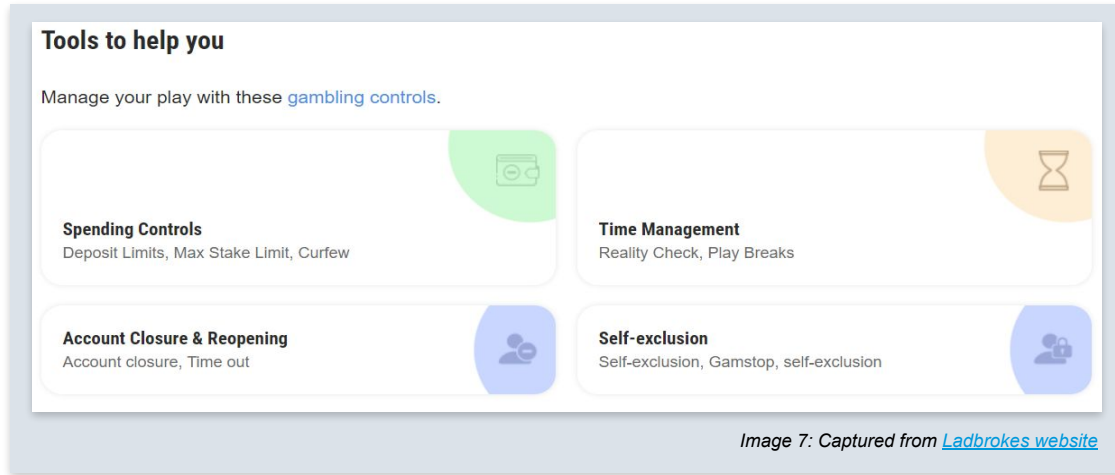 Tools to help you
Manage your play with these gambling controls.
Spending Controls
Deposit Limits, Max Stake Limit, Curfew
Time Management
Reality Check, Play Breaks
Account Closure & Reopening
Account closure, Time out
Self-exclusion
Self-exclusion, Gamstop, self-exclusion
Image 7: Captured from Ladbrokes website